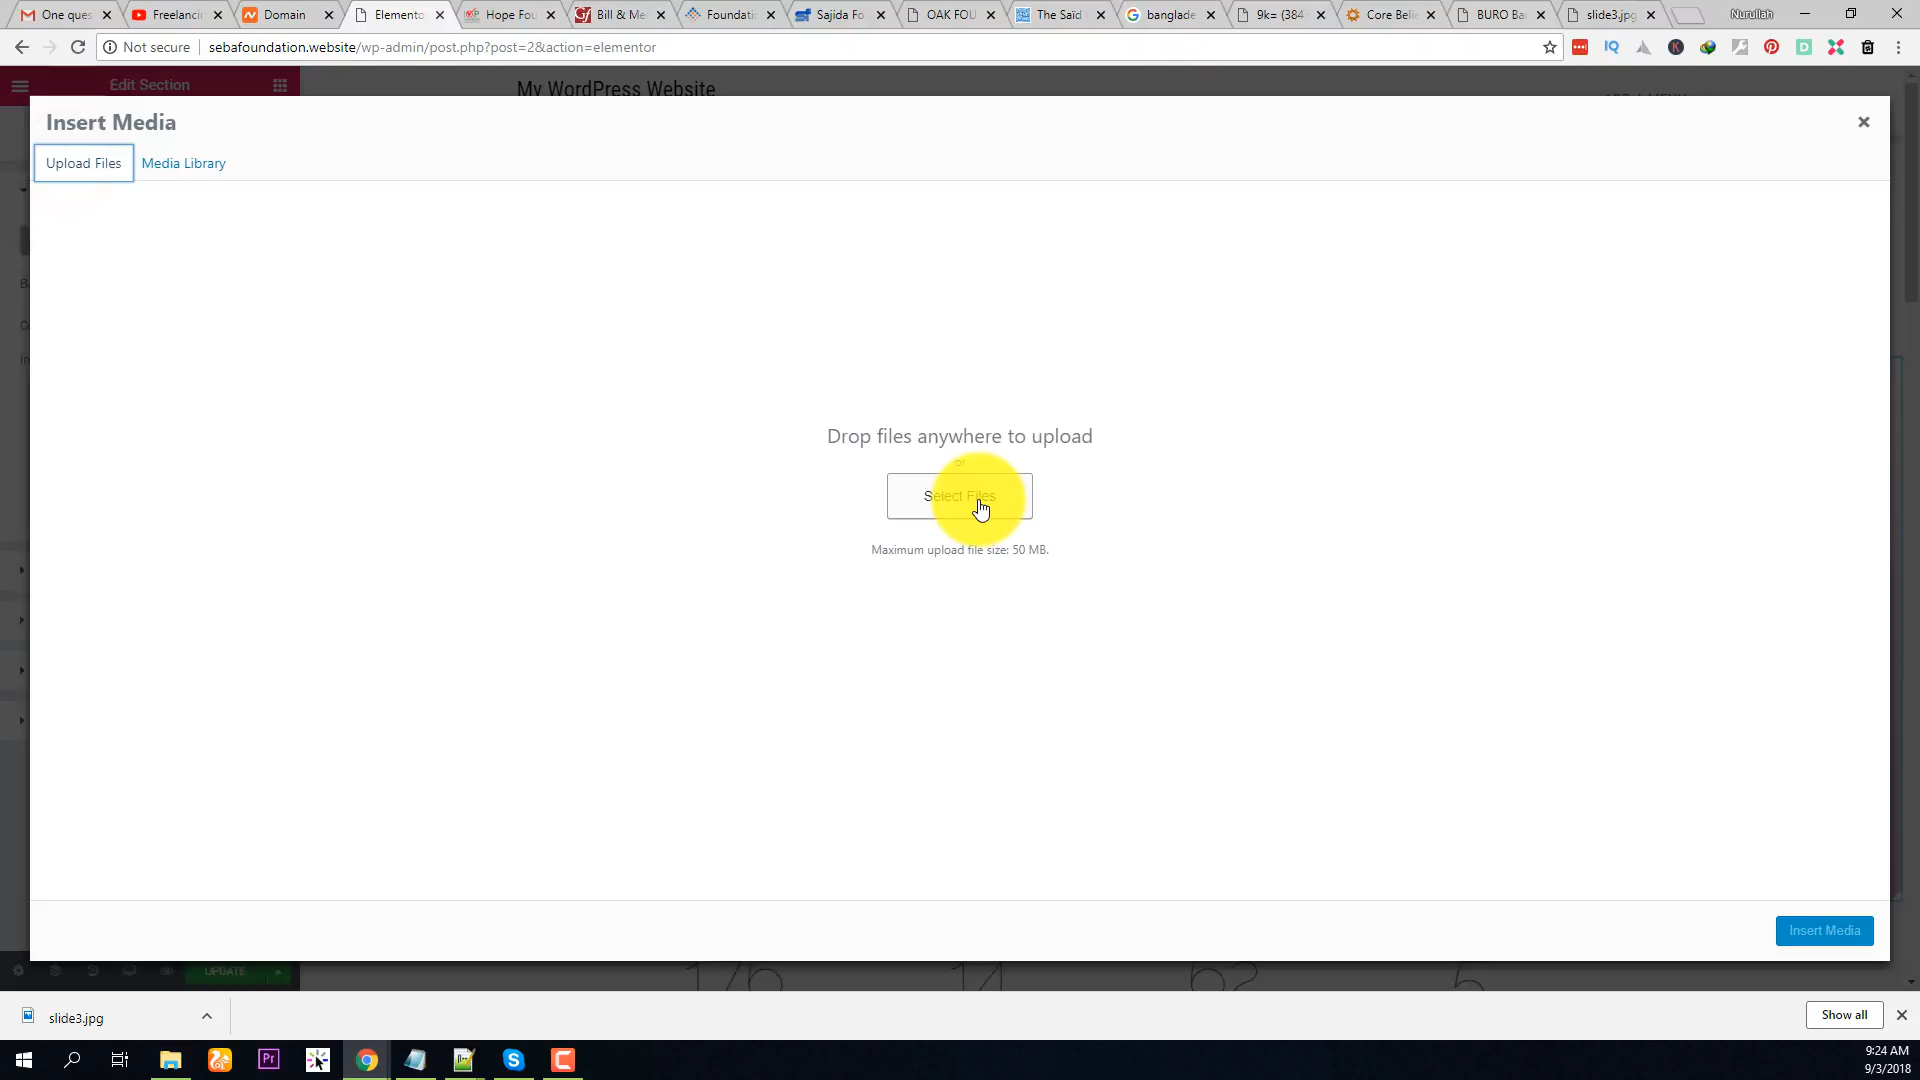 One ques
Freelancin
Domain
Elemento
Hope Fou
Bill & Me
Foundati
Sajida Fo
OAK FOU
The Saïd
banglade
9k= (384
Core Beli
BURO Ba
slide3.jpg
Nurullah
Not secure
sebafoundation.website/wp-admin/post.php?post=2&action=elementor
Edit Section
My WordPress Website
Insert Media
Upload Files
Media Library
Drop files anywhere to upload
or
Select Files
Maximum upload file size: 50 MB.
Insert Media
UPDATE
slide3.jpg
Show all
9:24 AM
9/3/2018